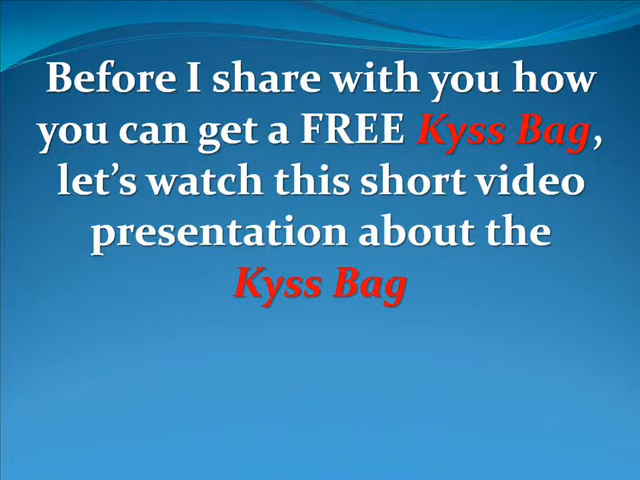 Before I share with you how
you can get a FREE Kyss Bag,
let’s watch this short video
presentation about the
Kyss Bag